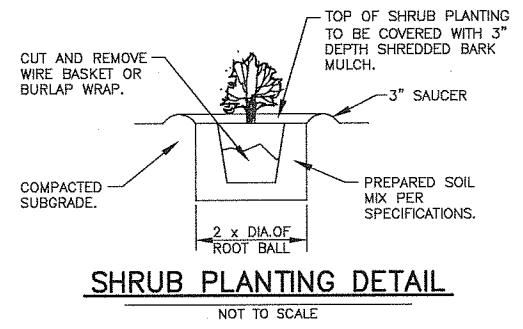 TOP OF SHRUB PLANTING
TO BE COVERED WITH 3"
DEPTH SHREDDED BARK
MULCH.
CUT AND REMOVE
WIRE BASKET OR
BURLAP WRAP.
3" SAUCER
COMPACTED
SUBGRADE.
PREPARED SOIL
MIX PER
SPECIFICATIONS.
2 x DIA.OF
ROOT BALL
SHRUB PLANTING DETAIL
NOT TO SCALE